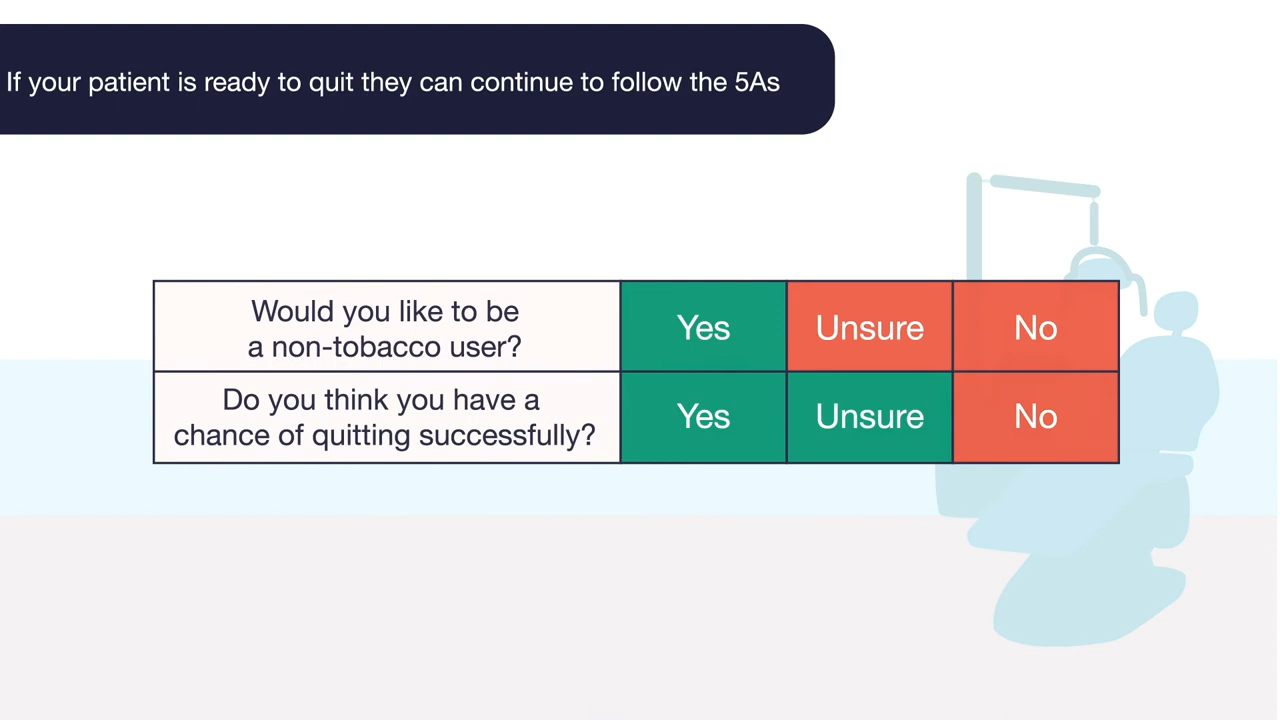 If your patient is ready to quit they can continue to follow the 5As
Would you like to be
a non-tobacco user?
Yes
Unsure
No
Do you think you have a
chance of quitting successfully?
Yes
Unsure
No